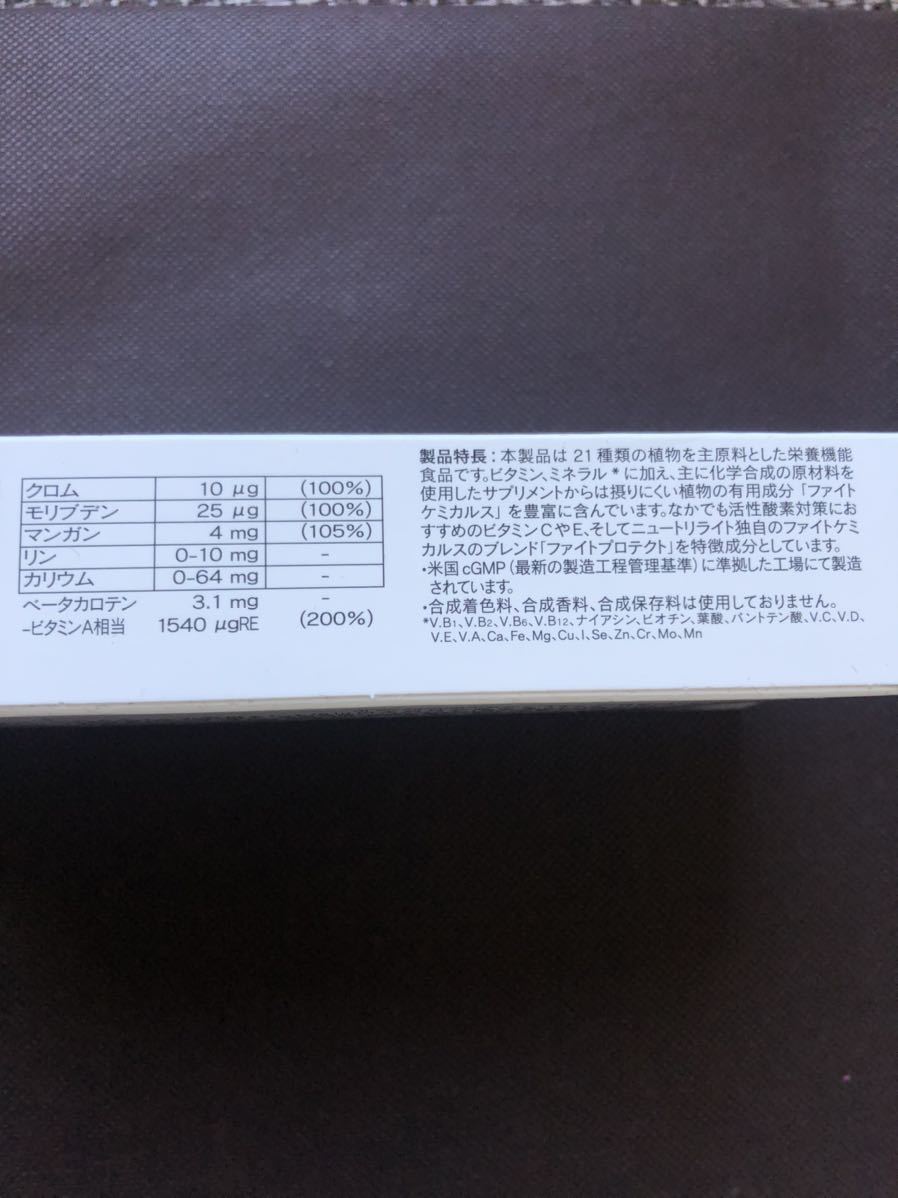 クロム 10 μg (100%)
モリブデン 25 μg (100%)
マンガン 4 mg (105%)
リン 0-10 mg -
カリウム 0-64 mg -
ベータカロテン 3.1 mg -
-ビタミンA相当 1540 μgRE (200%)
製品特長：本製品は21種類の植物を主原料とした栄養機能
食品です。ビタミン、ミネラル*に加え、主に化学合成の原材料を
使用したサプリメントからは摂りにくい植物の有用成分「ファイト
ケミカルス」を豊富に含んでいます。なかでも活性酸素対策にお
すすめのビタミンCやE、そしてニュートリライト独自のファイトケミ
カルスのブレンド「ファイトプロテクト」を特徴成分としています。
・米国cGMP（最新の製造工程管理基準）に準拠した工場にて製造
されています。
・合成着色料、合成香料、合成保存料は使用しておりません。
*V.B1、V.B2、V.B6、V.B12、ナイアシン、ビオチン、葉酸、パントテン酸、V.C、V.D、
V.E、V.A、Ca、Fe、Mg、Cu、I、Se、Zn、Cr、Mo、Mn